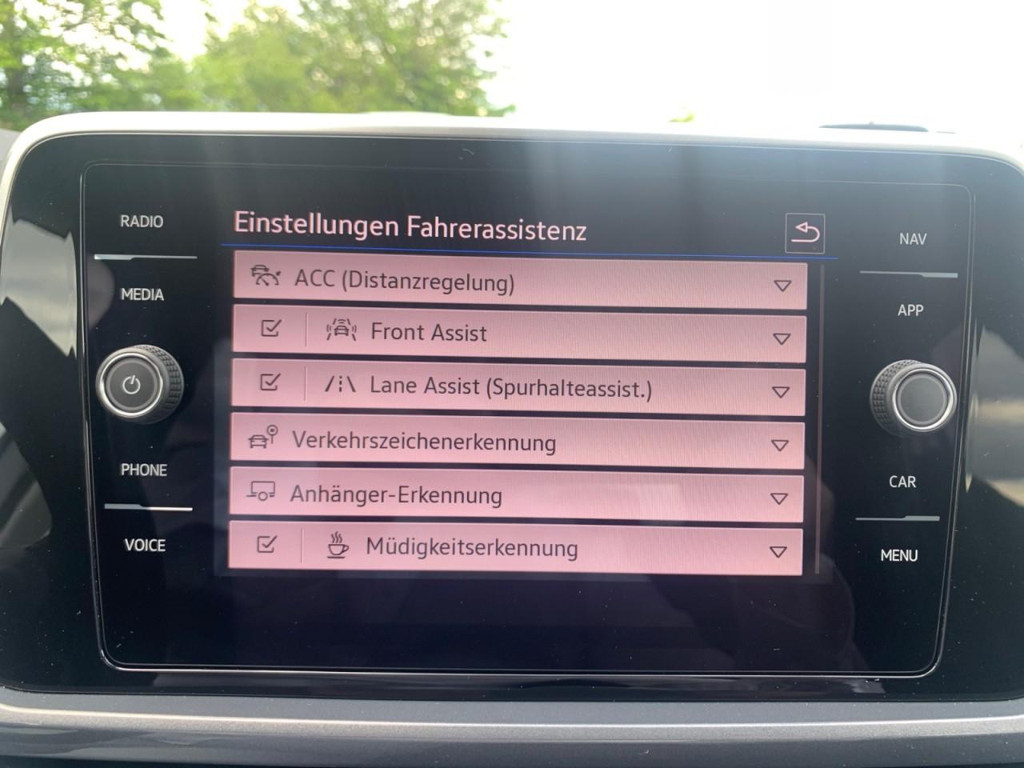 RADIO
MEDIA
PHONE
VOICE
Einstellungen Fahrerassistenz
ACC (Distanzregelung)
Front Assist
Lane Assist (Spurhalteassist.)
Verkehrszeichenerkennung
Anhänger-Erkennung
Müdigkeitserkennung
NAV
APP
CAR
MENU